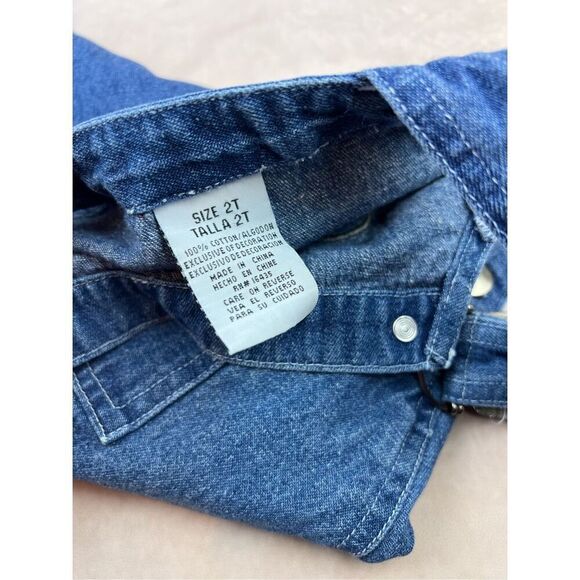 SIZE 2T
TALLA 2T
100% COTTON/ALGODON
EXCLUSIVE OF DECORATION
EXCLUSIVO DE DECORACION
MADE IN CHINA
HECHO EN CHINE
RN# 16435
CARE ON REVERSE
VEA EL REVERSO
PARA SU CUIDADO